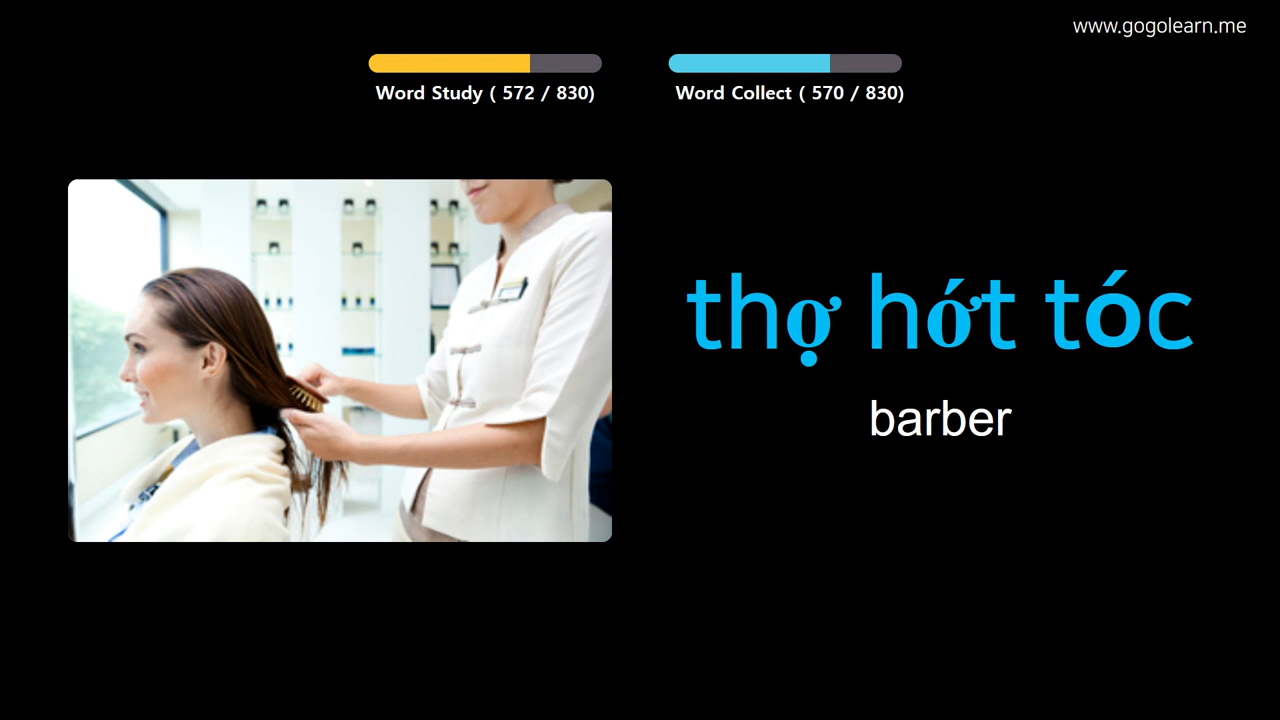 www.gogolearn.me
Word Study ( 572 / 830)
Word Collect ( 570 / 830)
thợ hớt tóc
barber